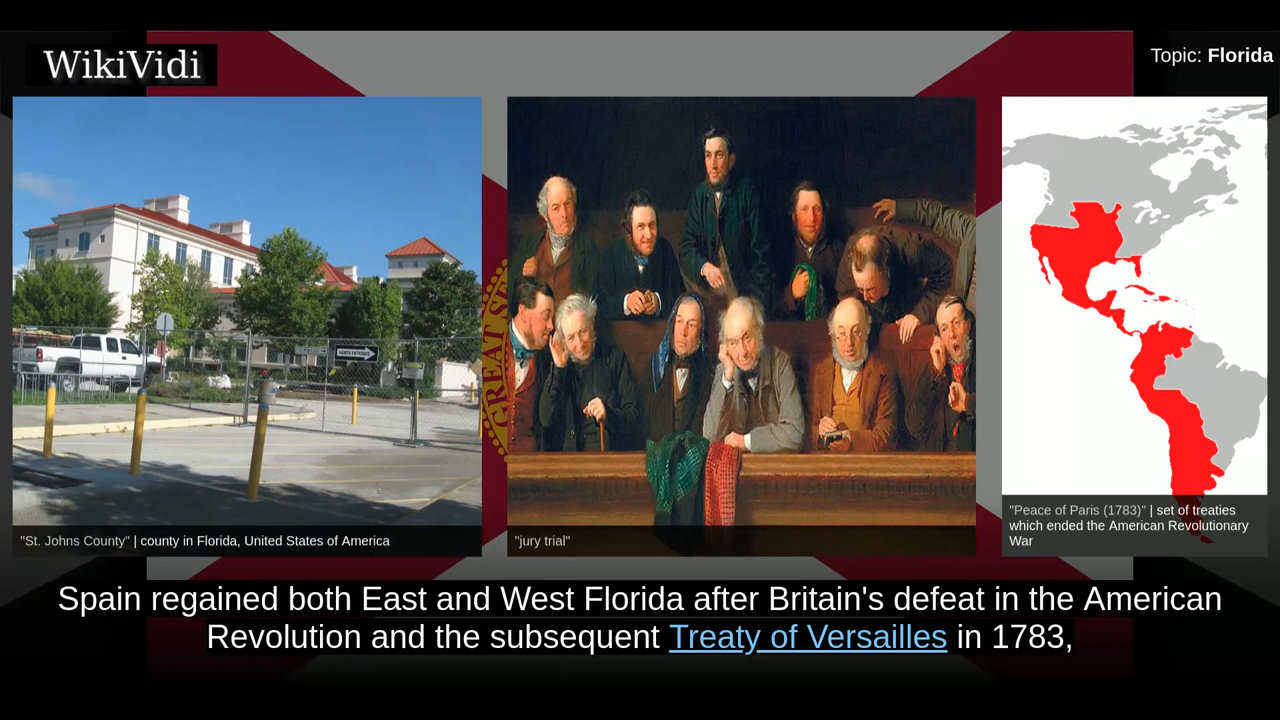 WikiVidi
Topic: Florida
NORTH ENTRANCE
GREAT SE
"St. Johns County" | county in Florida, United States of America
"jury trial"
"Peace of Paris (1783)" | set of treaties
which ended the American Revolutionary
War
Spain regained both East and West Florida after Britain's defeat in the American
Revolution and the subsequent Treaty of Versailles in 1783,